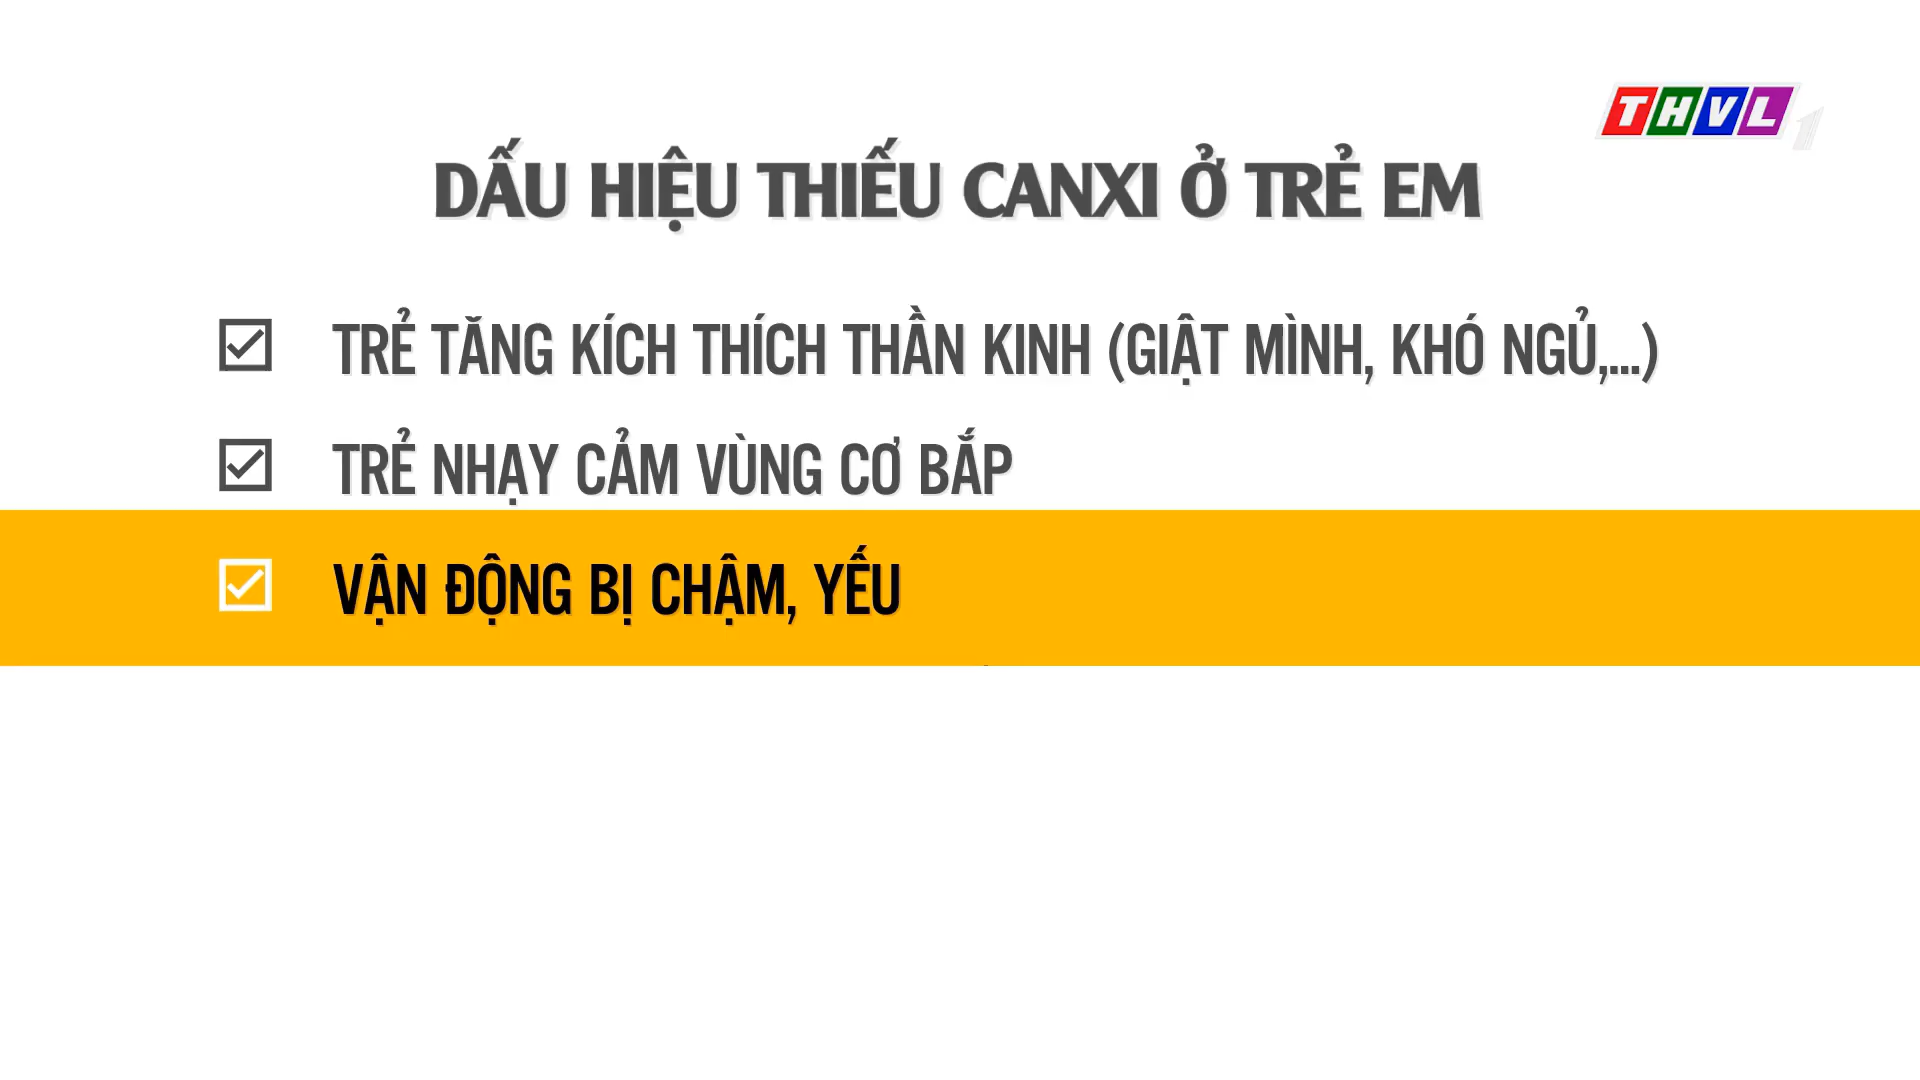 THVL1
DẤU HIỆU THIẾU CANXI Ở TRẺ EM
TRẺ TĂNG KÍCH THÍCH THẦN KINH (GIẬT MÌNH, KHÓ NGỦ,...)
TRẺ NHẠY CẢM VÙNG CƠ BẮP
VẬN ĐỘNG BỊ CHẬM, YẾU